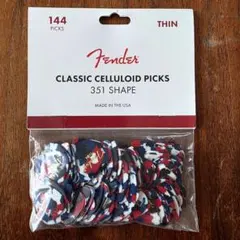 144
PICKS
THIN
Fender
CLASSIC CELLULOID PICKS
351 SHAPE
MADE IN THE USA